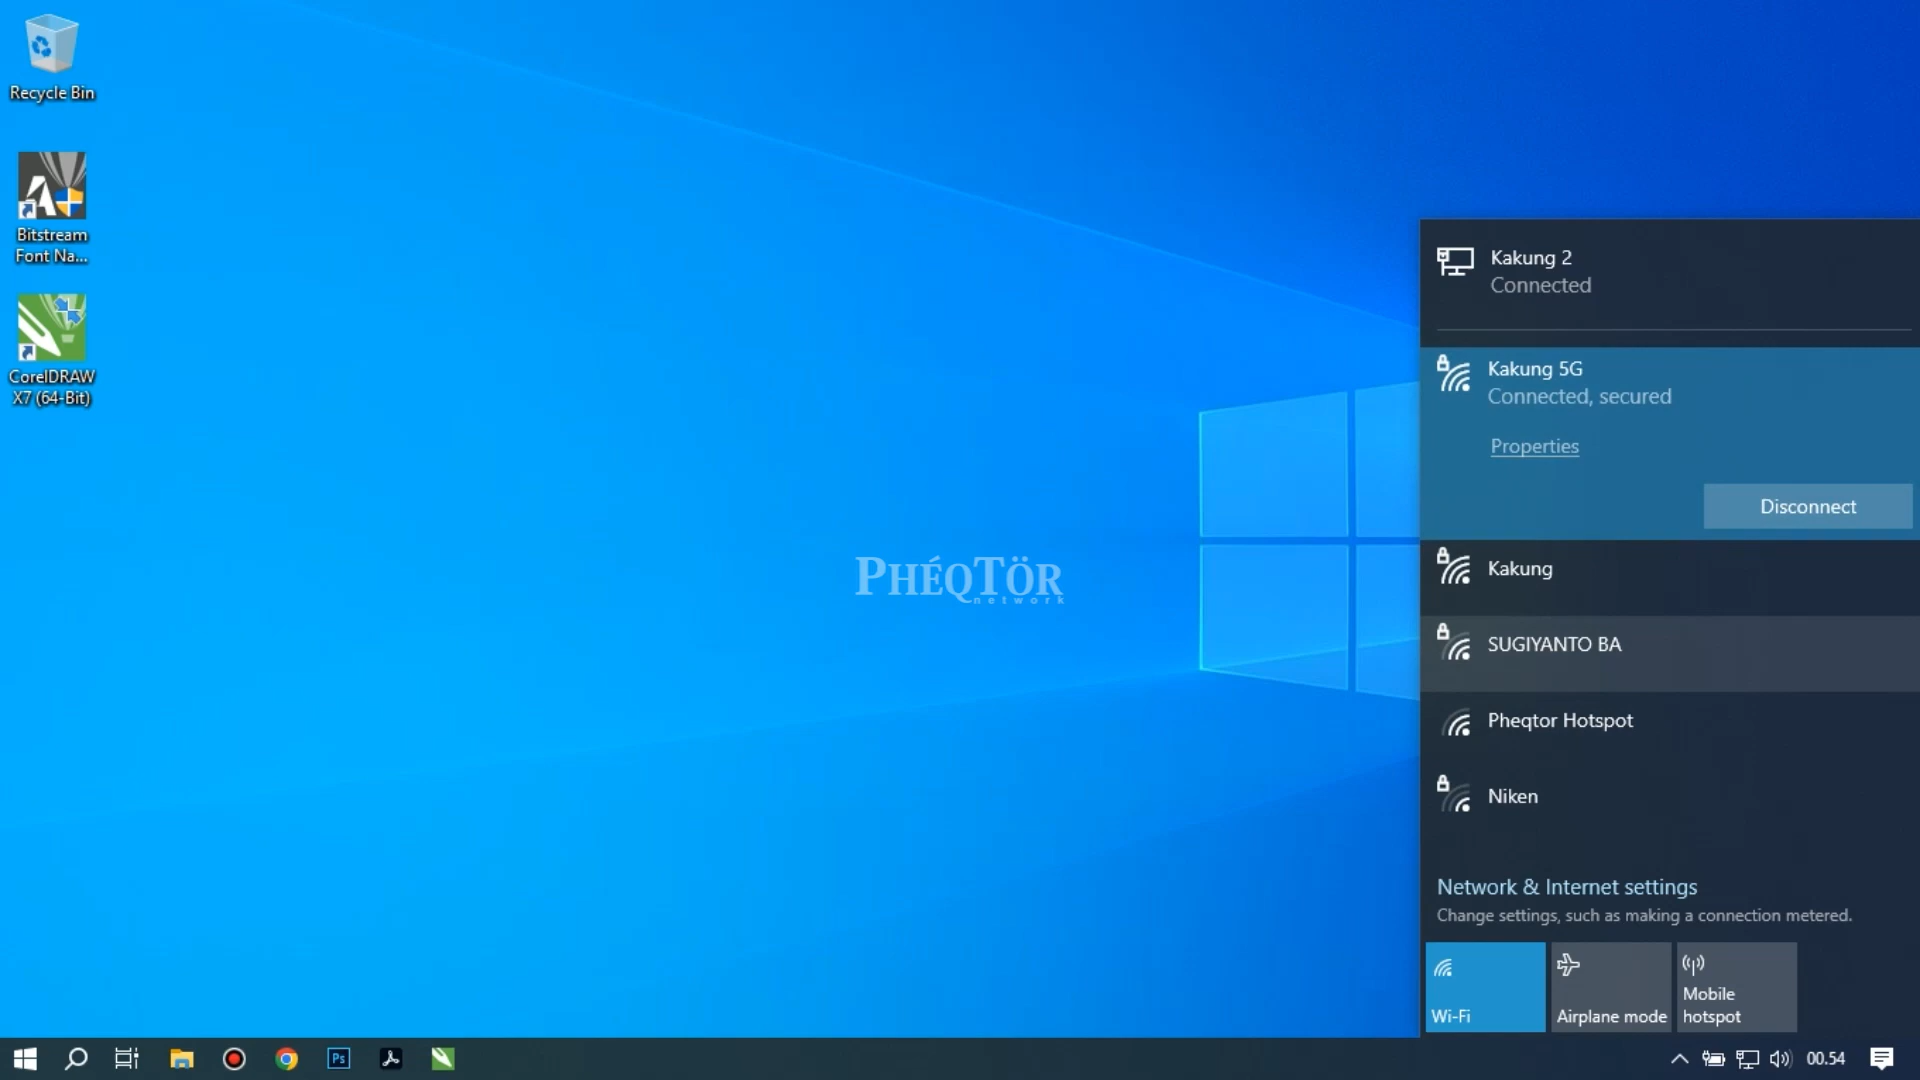 Recycle Bin
Bitstream
Font Na...
CorelDRAW
X7 (64-Bit)
PHÉQTÖR
network
Kakung 2
Connected
Kakung 5G
Connected, secured
Properties
Disconnect
Kakung
SUGIYANTO BA
Pheqtor Hotspot
Niken
Network & Internet settings
Change settings, such as making a connection metered.
Wi-Fi
Airplane mode
Mobile
hotspot
Ps
00.54